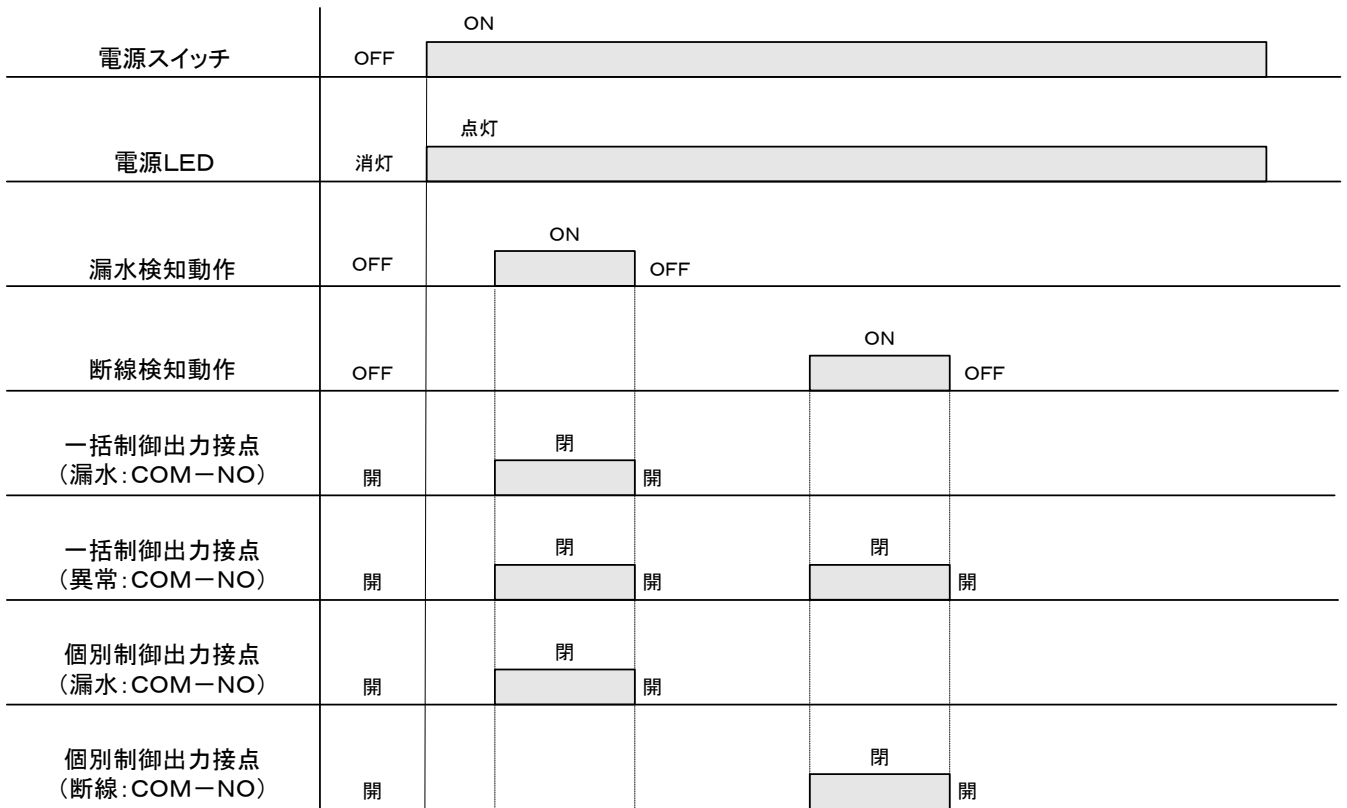 ON
電源スイッチ OFF
点灯
電源LED 消灯
ON
漏水検知動作 OFF OFF
ON
断線検知動作 OFF OFF
一括制御出力接点 閉
（漏水：COM－NO） 開 開
一括制御出力接点 閉 閉
（異常：COM－NO） 開 開 開
個別制御出力接点 閉
（漏水：COM－NO） 開 開
個別制御出力接点 閉
（断線：COM－NO） 開 開